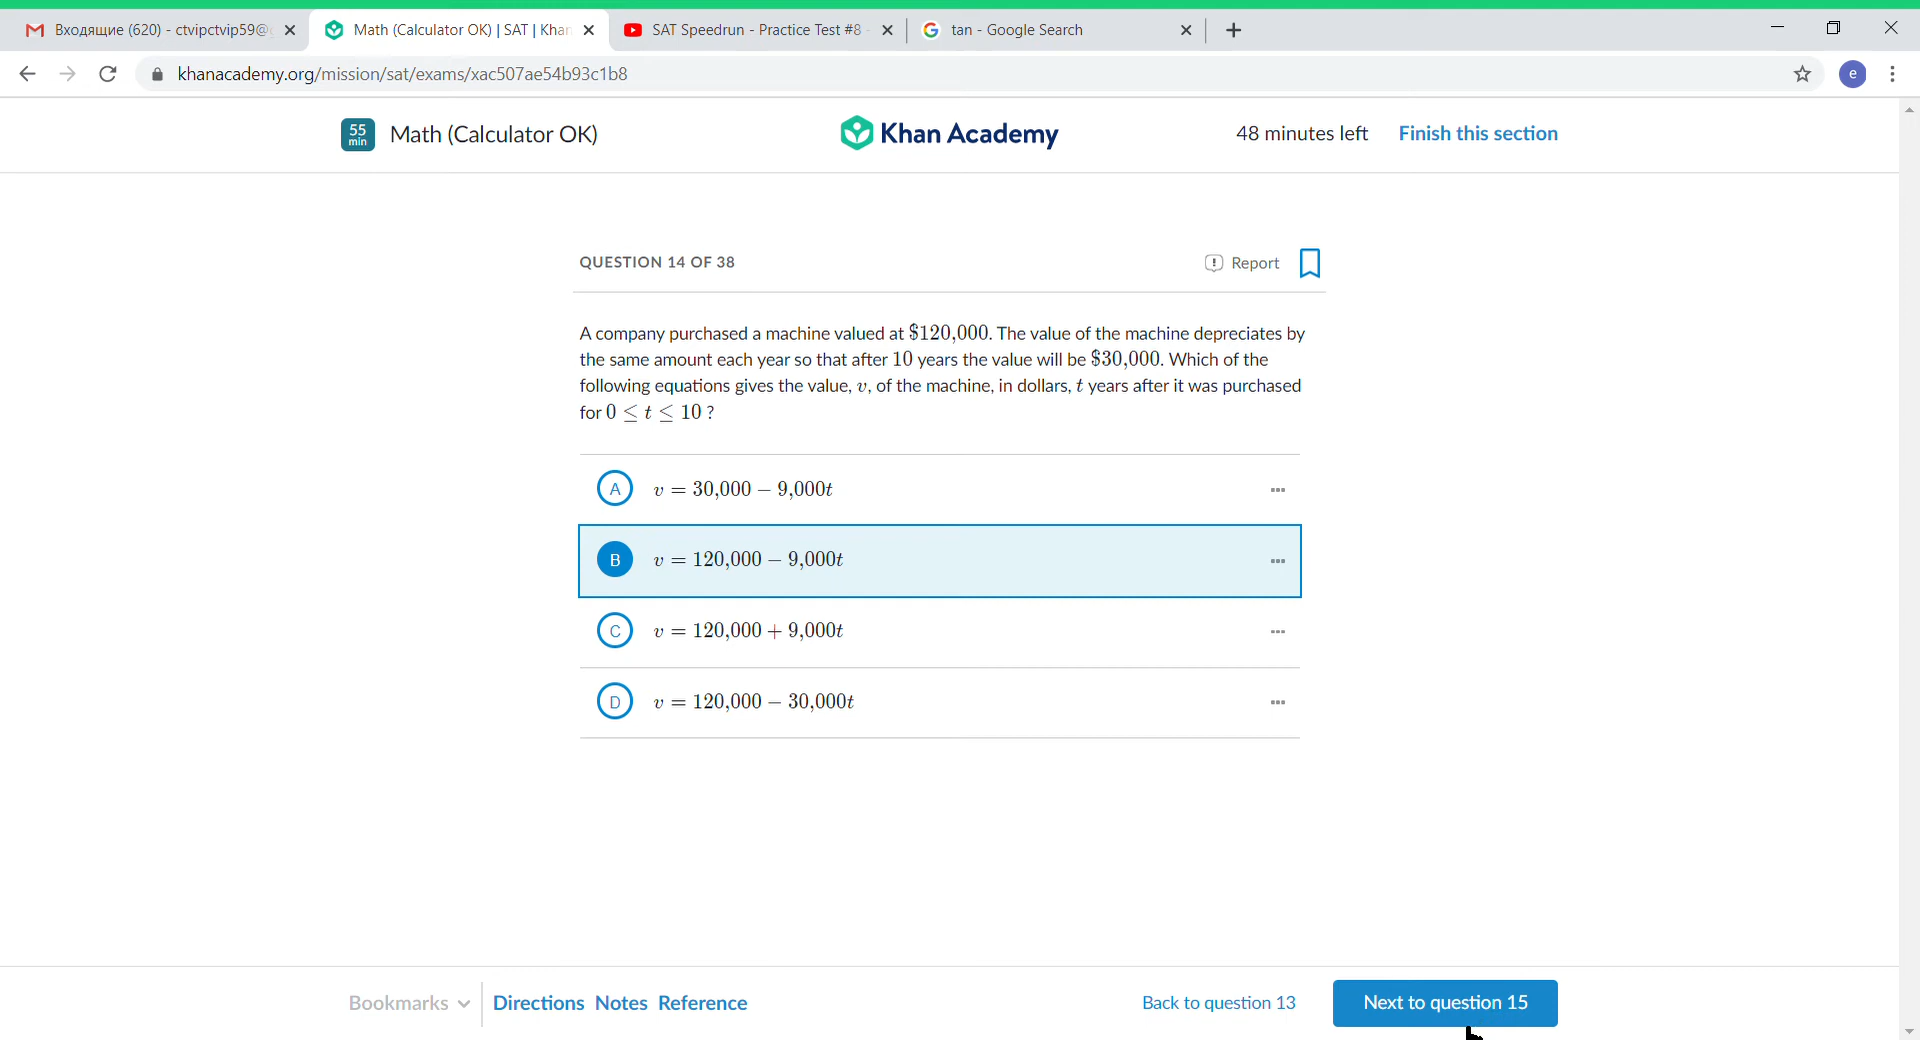 Входящие (620) - ctvipctvip59@
Math (Calculator OK) | SAT | Khan
SAT Speedrun - Practice Test #8
G tan - Google Search
khanacademy.org/mission/sat/exams/xac507ae54b93c1b8
e
55 min Math (Calculator OK)
Khan Academy
48 minutes left Finish this section
QUESTION 14 OF 38
Report
A company purchased a machine valued at $120,000. The value of the machine depreciates by
the same amount each year so that after 10 years the value will be $30,000. Which of the
following equations gives the value, v, of the machine, in dollars, t years after it was purchased
for 0 ≤ t ≤ 10 ?
A v = 30,000 − 9,000t
B v = 120,000 − 9,000t
C v = 120,000 + 9,000t
D v = 120,000 − 30,000t
Bookmarks Directions Notes Reference Back to question 13 Next to question 15